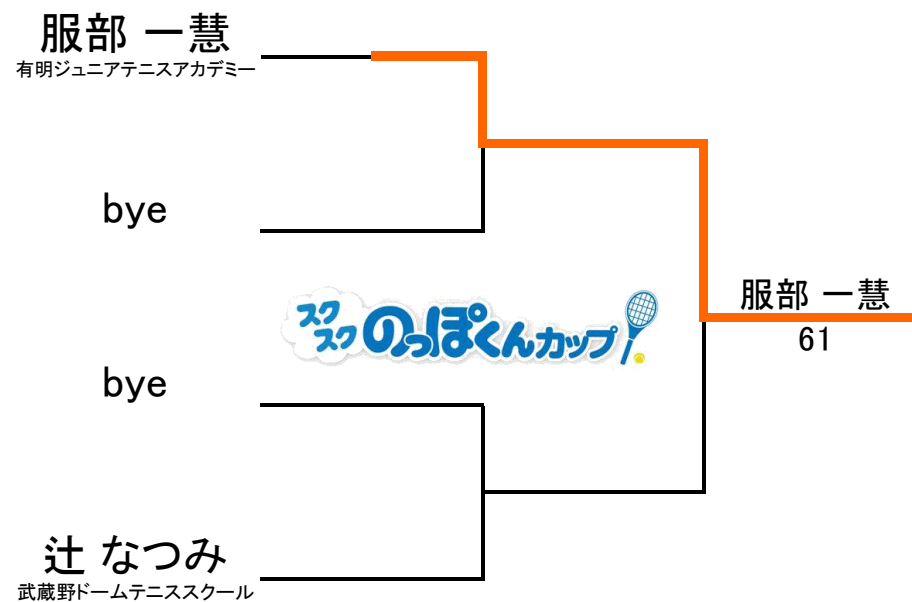 服部 一慧
有明ジュニアテニスアカデミー
bye
服部 一慧
61
スク
スク
のっぽくんカップ
bye
辻 なつみ
武蔵野ドームテニススクール